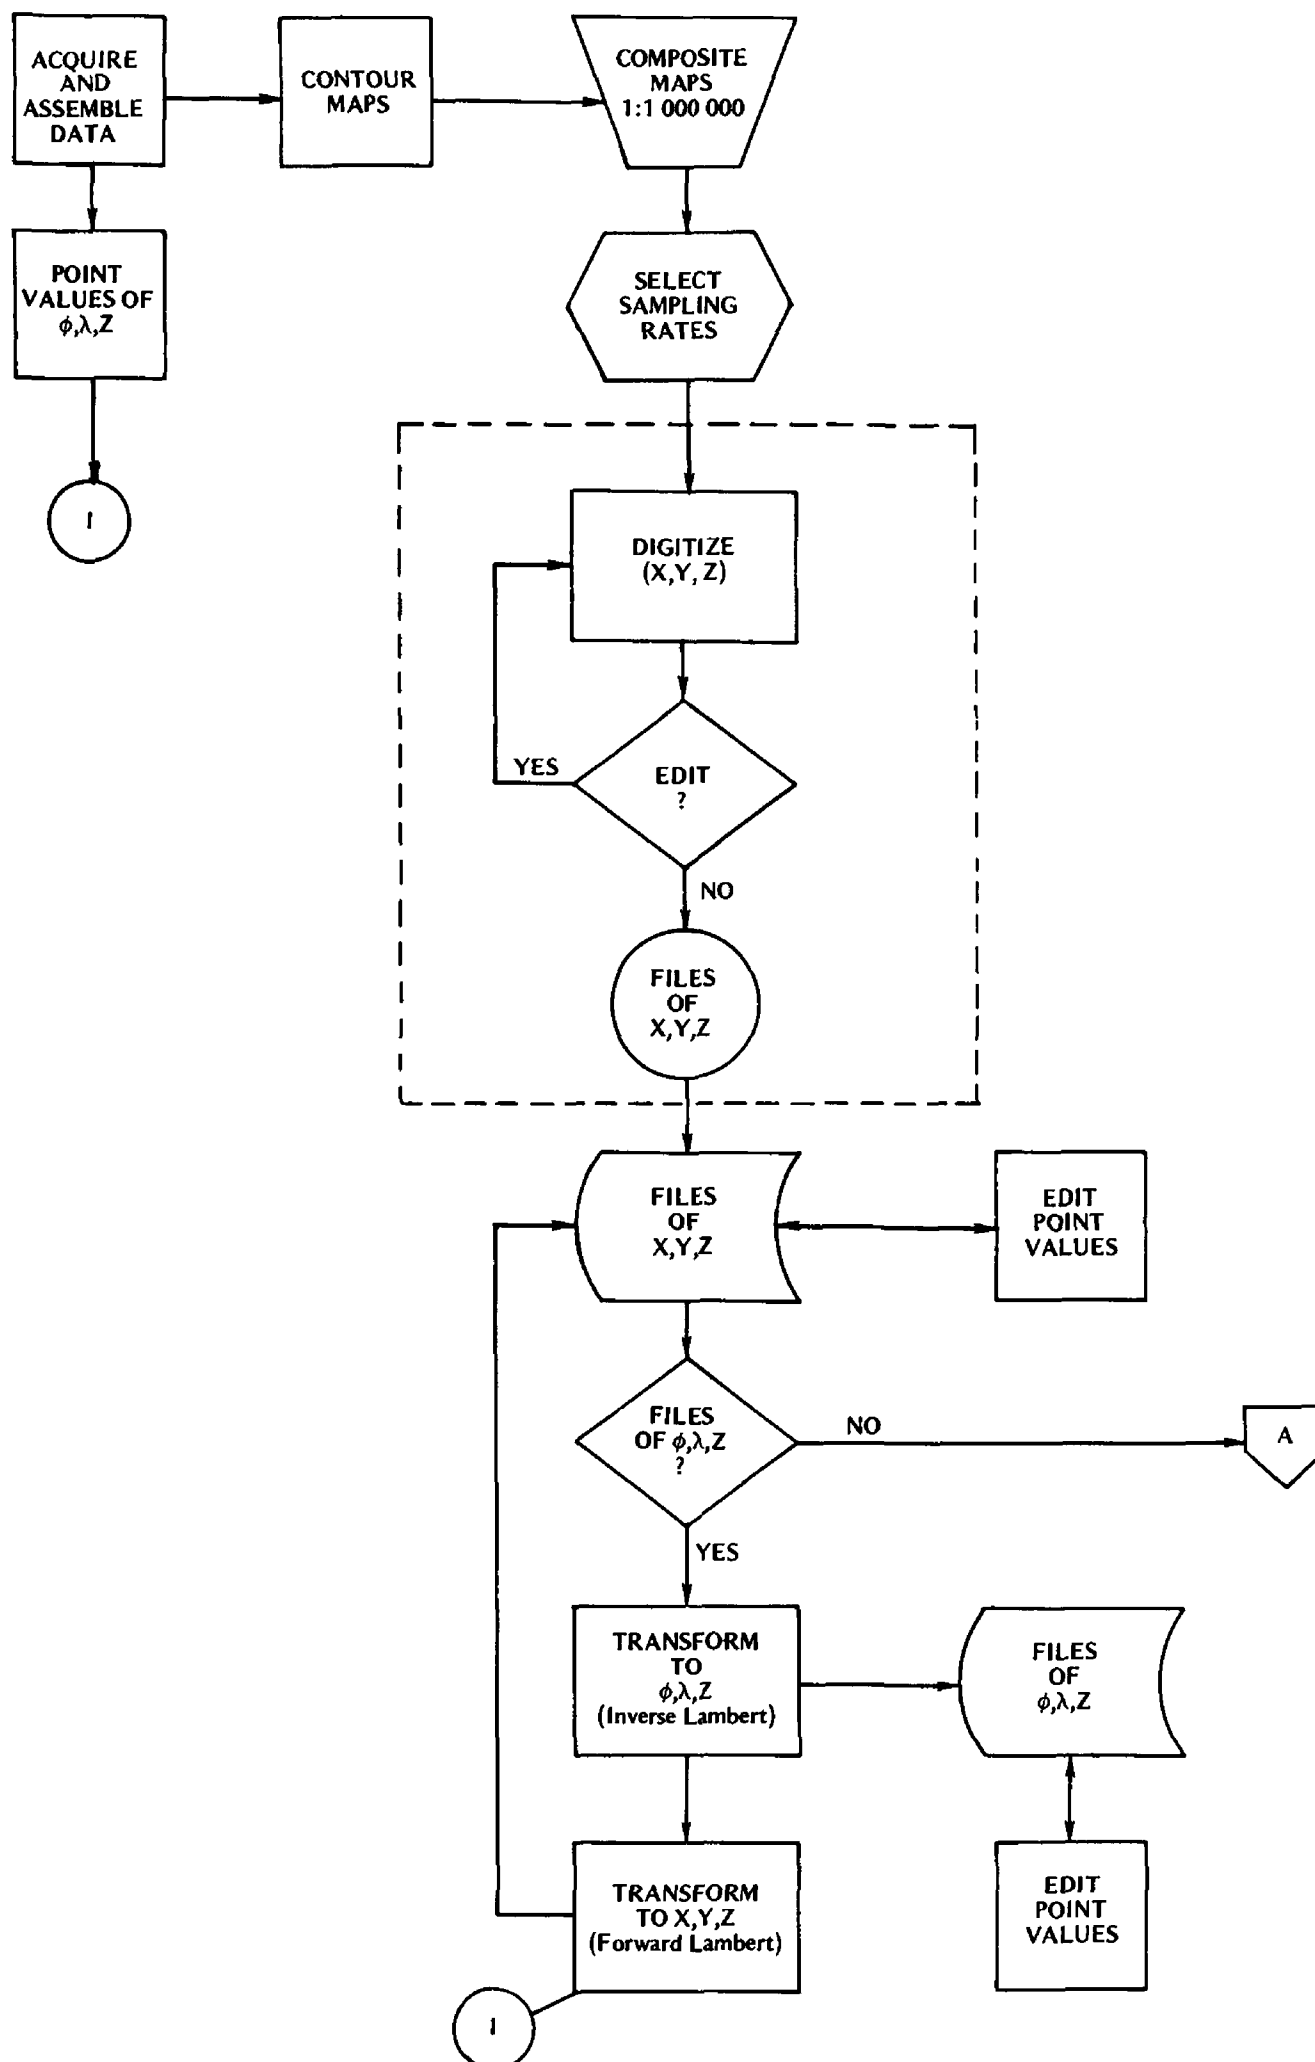 ACQUIRE
AND
ASSEMBLE
DATA
CONTOUR
MAPS
COMPOSITE
MAPS
1:1 000 000
POINT
VALUES OF
ϕ,λ,Z
SELECT
SAMPLING
RATES
1
DIGITIZE
(X,Y, Z)
YES
EDIT
?
NO
FILES
OF
X,Y,Z
FILES
OF
X,Y,Z
EDIT
POINT
VALUES
FILES
OF ϕ,λ,Z
?
NO
A
YES
TRANSFORM
TO
ϕ,λ,Z
(Inverse Lambert)
FILES
OF
ϕ,λ,Z
TRANSFORM
TO X,Y,Z
(Forward Lambert)
EDIT
POINT
VALUES
1